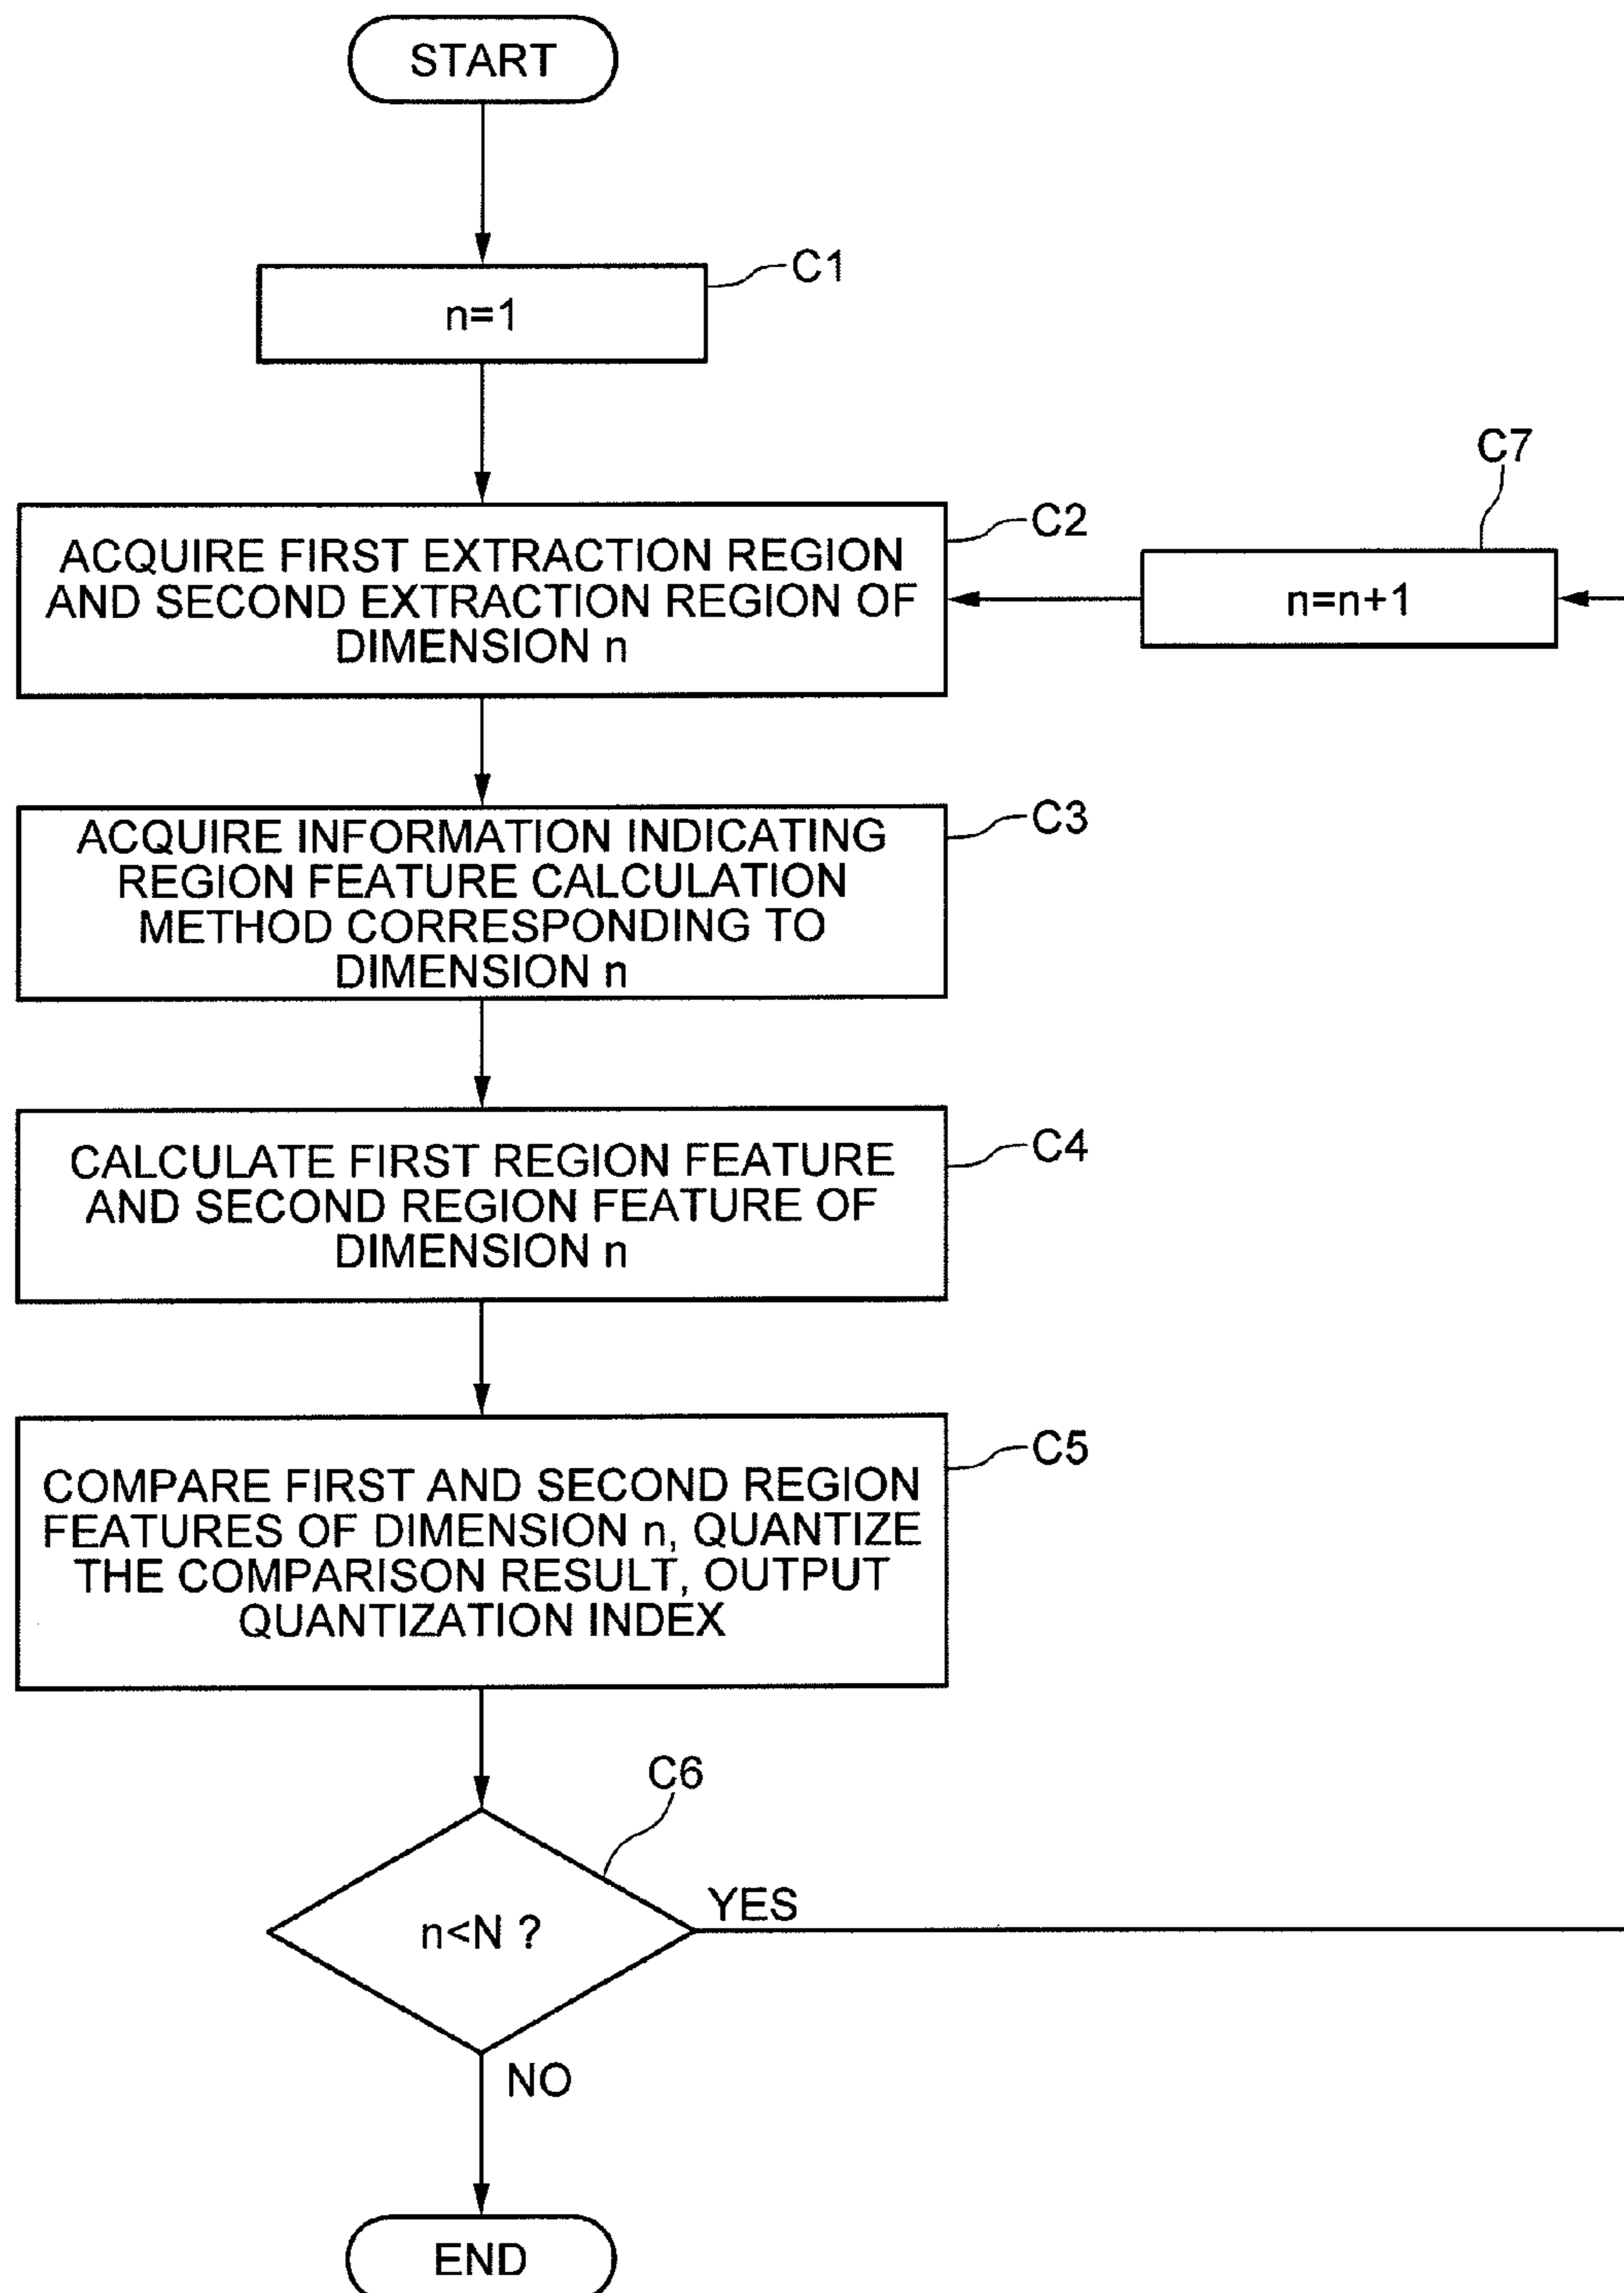 START
C1
n=1
C7
C2
ACQUIRE FIRST EXTRACTION REGION
AND SECOND EXTRACTION REGION OF
DIMENSION n
n=n+1
C3
ACQUIRE INFORMATION INDICATING
REGION FEATURE CALCULATION
METHOD CORRESPONDING TO
DIMENSION n
C4
CALCULATE FIRST REGION FEATURE
AND SECOND REGION FEATURE OF
DIMENSION n
C5
COMPARE FIRST AND SECOND REGION
FEATURES OF DIMENSION n, QUANTIZE
THE COMPARISON RESULT, OUTPUT
QUANTIZATION INDEX
C6
YES
n<N ?
NO
END